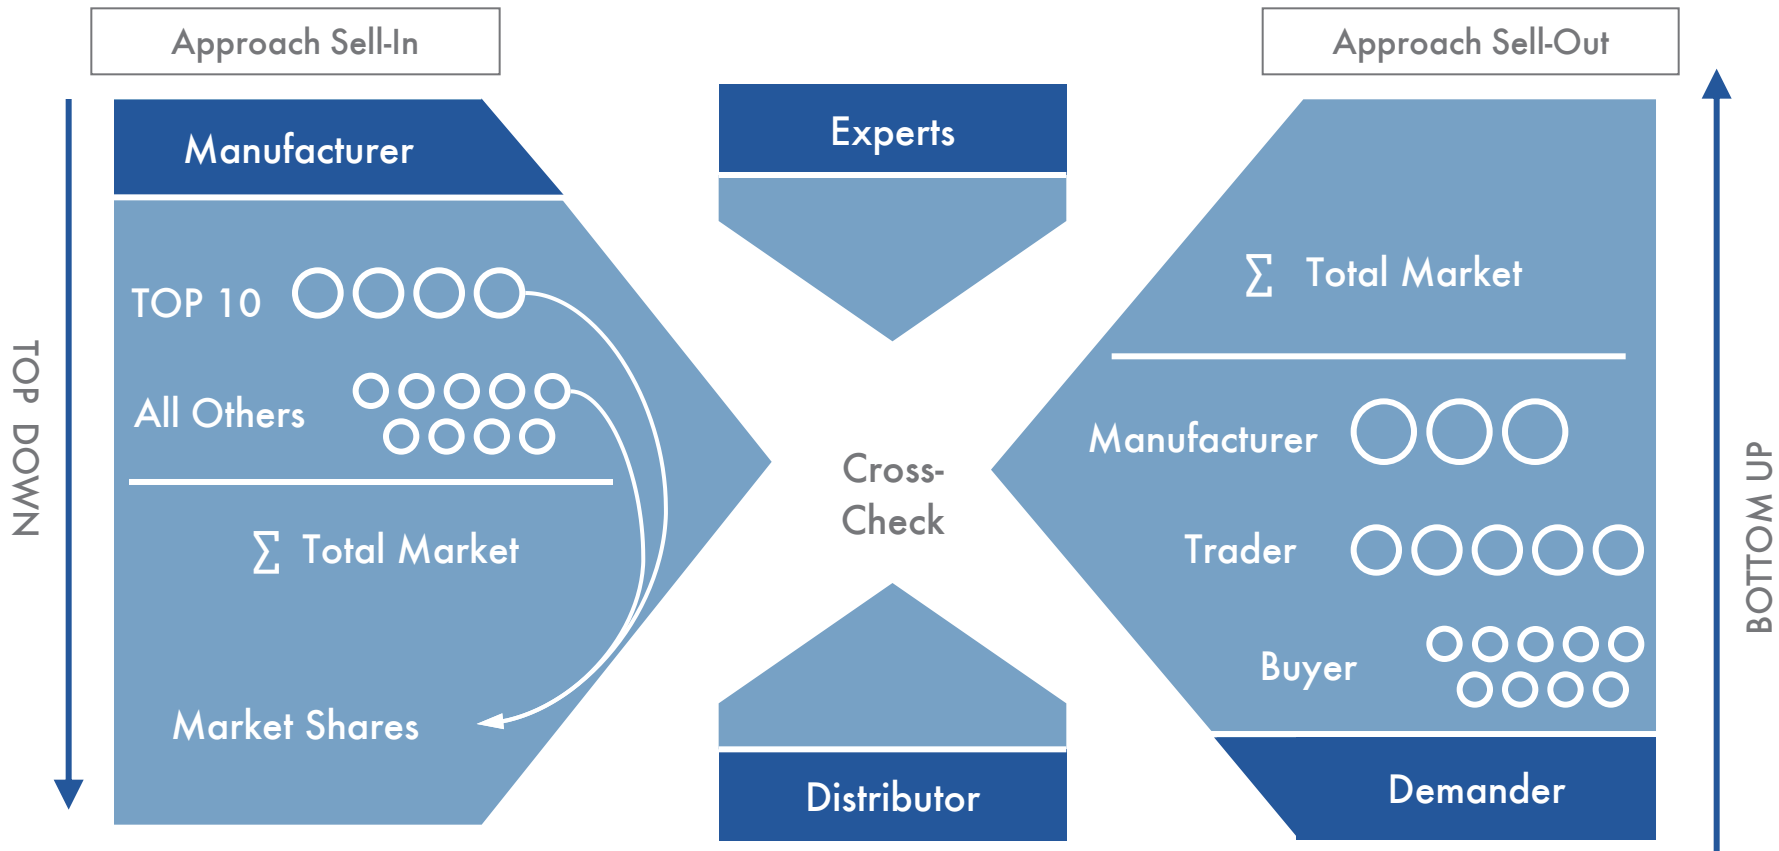 Approach Sell-In
Manufacturer
TOP 10
All Others
∑ Total Market
Market Shares
TOP DOWN
Experts
Cross-
Check
Distributor
Approach Sell-Out
∑ Total Market
Manufacturer
Trader
Buyer
Demander
BOTTOM UP